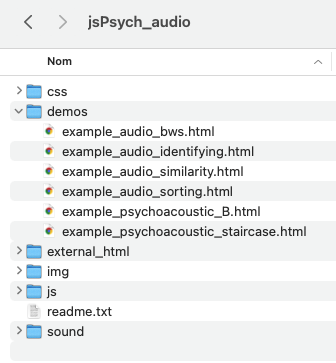 jsPsych_audio
Nom
css
demos
example_audio_bws.html
example_audio_identifying.html
example_audio_similarity.html
example_audio_sorting.html
example_psychoacoustic_B.html
example_psychoacoustic_staircase.html
external_html
img
js
readme.txt
sound